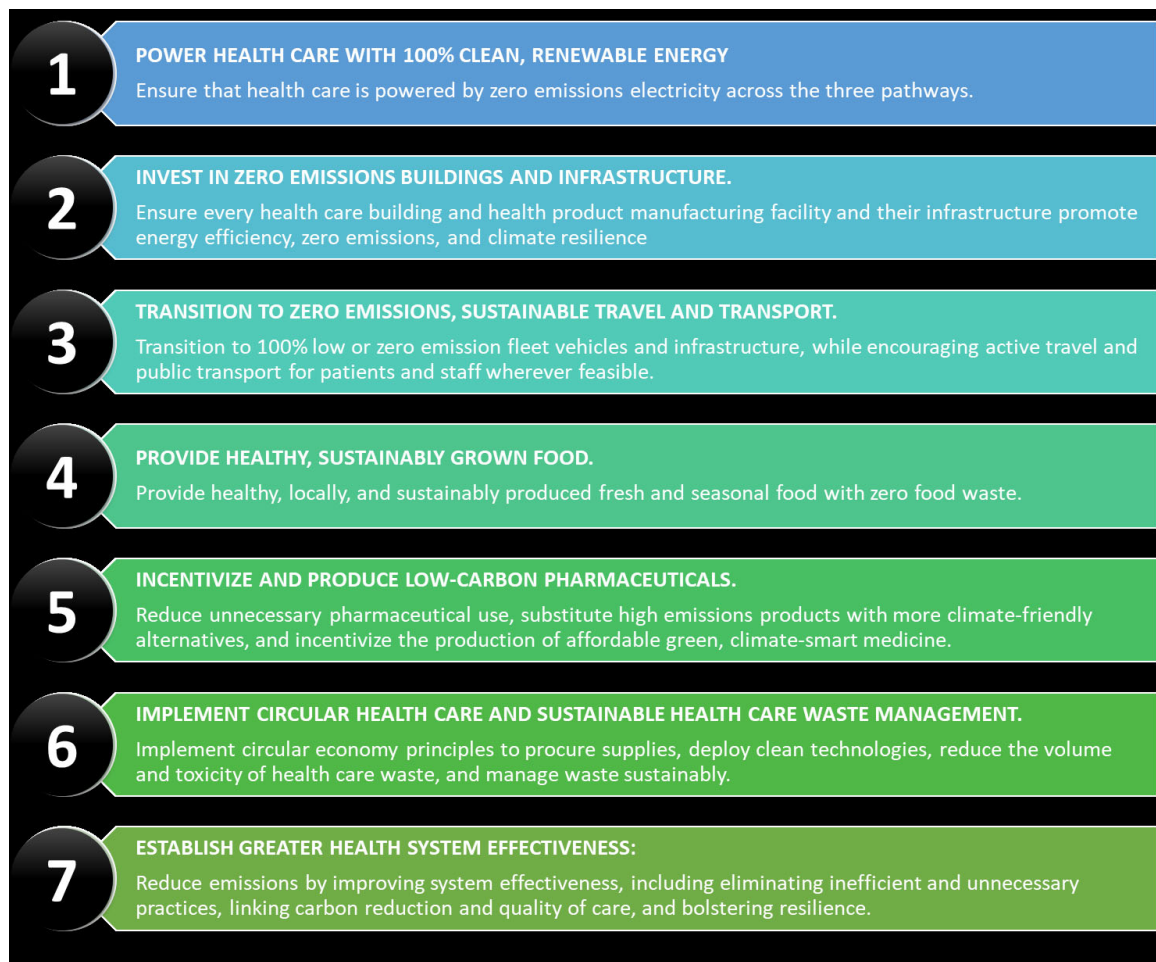 1
POWER HEALTH CARE WITH 100% CLEAN, RENEWABLE ENERGY
Ensure that health care is powered by zero emissions electricity across the three pathways.
2
INVEST IN ZERO EMISSIONS BUILDINGS AND INFRASTRUCTURE.
Ensure every health care building and health product manufacturing facility and their infrastructure promote
energy efficiency, zero emissions, and climate resilience
3
TRANSITION TO ZERO EMISSIONS, SUSTAINABLE TRAVEL AND TRANSPORT.
Transition to 100% low or zero emission fleet vehicles and infrastructure, while encouraging active travel and
public transport for patients and staff wherever feasible.
4
PROVIDE HEALTHY, SUSTAINABLY GROWN FOOD.
Provide healthy, locally, and sustainably produced fresh and seasonal food with zero food waste.
5
INCENTIVIZE AND PRODUCE LOW-CARBON PHARMACEUTICALS.
Reduce unnecessary pharmaceutical use, substitute high emissions products with more climate-friendly
alternatives, and incentivize the production of affordable green, climate-smart medicine.
6
IMPLEMENT CIRCULAR HEALTH CARE AND SUSTAINABLE HEALTH CARE WASTE MANAGEMENT.
Implement circular economy principles to procure supplies, deploy clean technologies, reduce the volume
and toxicity of health care waste, and manage waste sustainably.
7
ESTABLISH GREATER HEALTH SYSTEM EFFECTIVENESS:
Reduce emissions by improving system effectiveness, including eliminating inefficient and unnecessary
practices, linking carbon reduction and quality of care, and bolstering resilience.